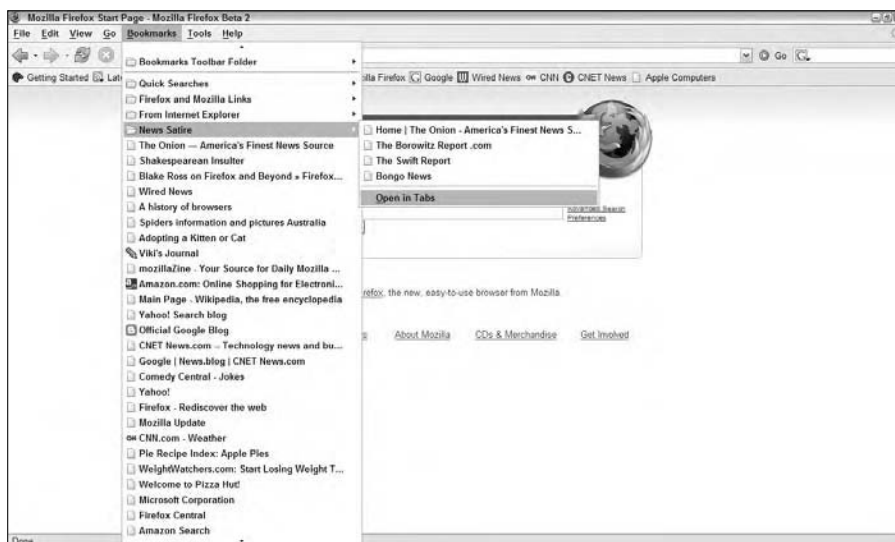 Mozilla Firefox Start Page - Mozilla Firefox Beta 2
File Edit View Go Bookmarks Tools Help
Go
Getting Started
Firefox Google Wired News CNN CNET News Apple Computers
Bookmarks Toolbar Folder
Quick Searches
Firefox and Mozilla Links
From Internet Explorer
News Satire
The Onion — America's Finest News Source
Shakespearean Insulter
Blake Ross on Firefox and Beyond » Firefox...
Wired News
A history of browsers
Spiders information and pictures Australia
Adopting a Kitten or Cat
Viki's Journal
mozillaZine - Your Source for Daily Mozilla ...
Amazon.com: Online Shopping for Electroni...
Main Page - Wikipedia, the free encyclopedia
Yahoo! Search blog
Official Google Blog
CNET News.com -- Technology news and bu...
Google | News.blog | CNET News.com
Comedy Central - Jokes
Yahoo!
Firefox - Rediscover the web
Mozilla Update
CNN.com - Weather
Pie Recipe Index: Apple Pies
WeightWatchers.com: Start Losing Weight T...
Welcome to Pizza Hut!
Microsoft Corporation
Firefox Central
Amazon Search
Home | The Onion - America's Finest News S...
The Borowitz Report .com
The Swift Report
Bongo News
Open in Tabs
Advanced Search
Preferences
refox, the new, easy-to-use browser from Mozilla.
About Mozilla CDs & Merchandise Get Involved
Done